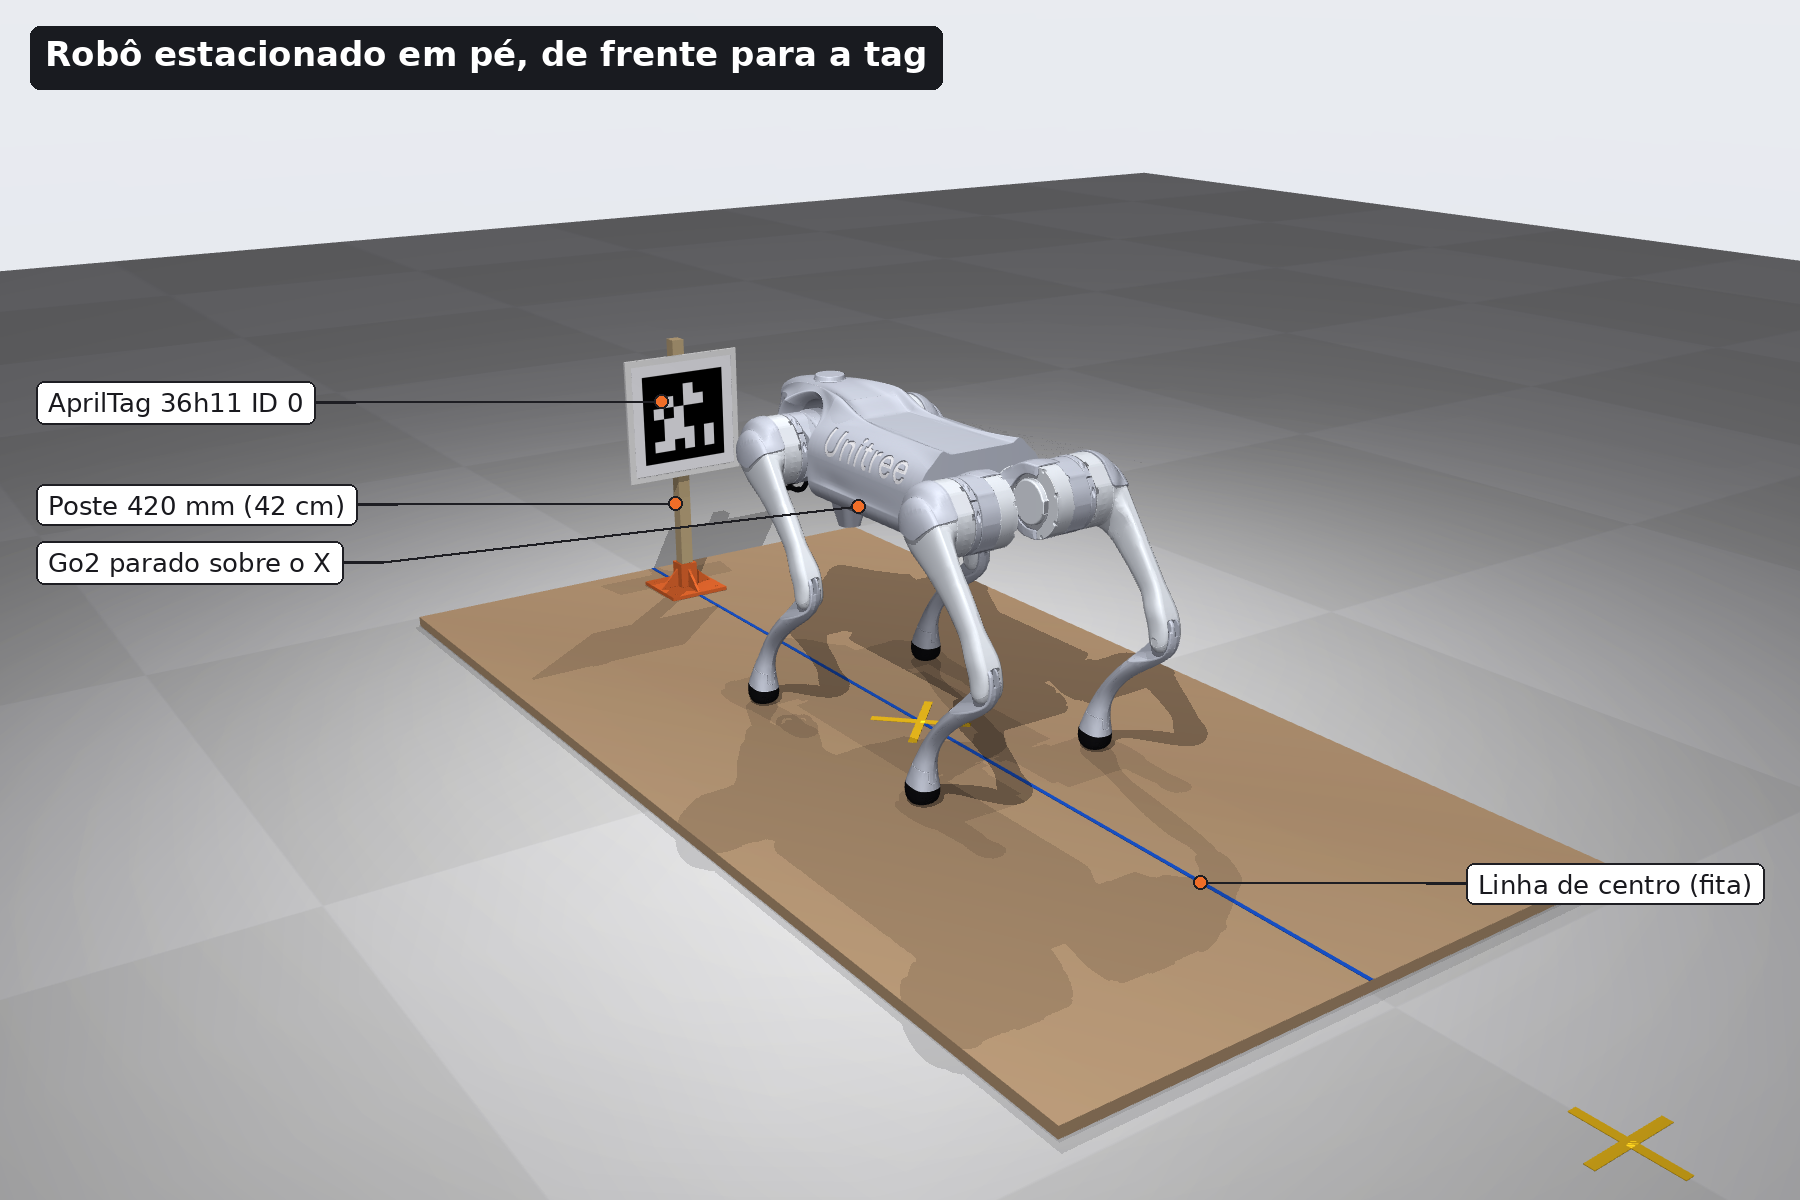 Robô estacionado em pé, de frente para a tag
AprilTag 36h11 ID 0
Unitree
Poste 420 mm (42 cm)
Go2 parado sobre o X
Linha de centro (fita)